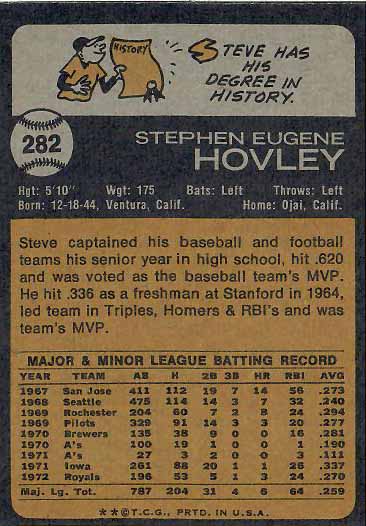 HISTORY
STEVE HAS
HIS
DEGREE IN
HISTORY.
282
STEPHEN EUGENE
HOVLEY
Hgt: 5'10" Wgt: 175 Bats: Left Throws: Left
Born: 12-18-44, Ventura, Calif. Home: Ojai, Calif.
Steve captained his baseball and football
teams his senior year in high school, hit .620
and was voted as the baseball team's MVP.
He hit .336 as a freshman at Stanford in 1964,
led team in Triples, Homers & RBI's and was
team's MVP.
MAJOR & MINOR LEAGUE BATTING RECORD
YEAR TEAM AB H 2B 3B HR RBI AVG
1967 San Jose 411 112 19 7 14 56 .273
1968 Seattle 475 114 14 3 7 32 .240
1969 Rochester 204 60 7 2 8 24 .294
1969 Pilots 329 91 14 3 3 20 .277
1970 Brewers 135 38 9 0 0 16 .281
1970 A's 100 19 1 0 0 1 .190
1971 A's 27 3 2 0 0 3 .111
1971 Iowa 261 88 20 1 1 26 .337
1972 Royals 196 53 5 1 3 24 .270
Maj. Lg. Tot. 787 204 31 4 6 64 .259
**© T.C.G., PRTD. IN U.S.A.